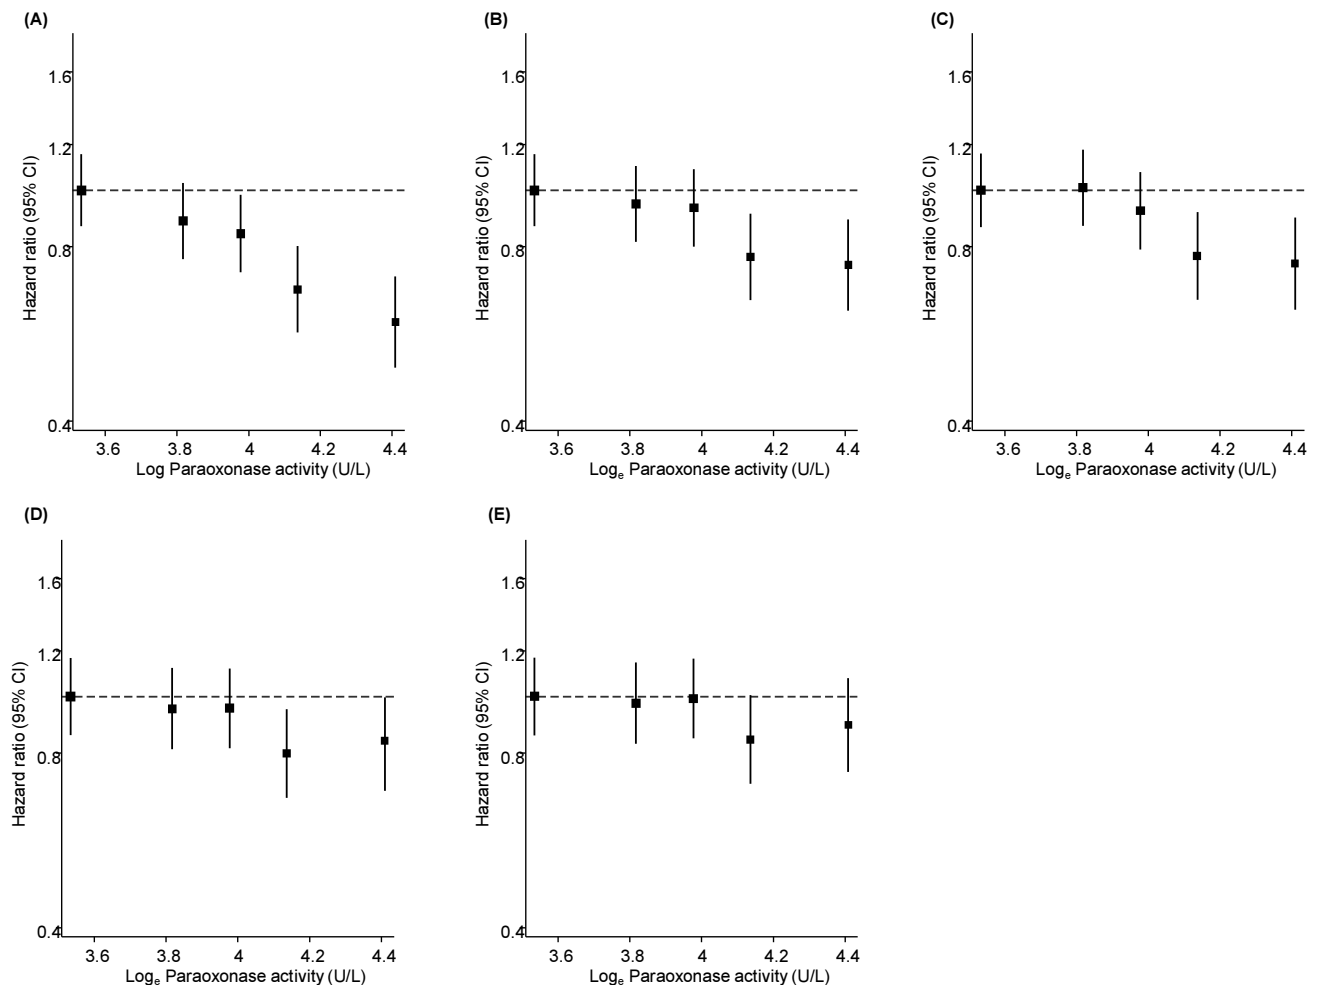 (A)
1.6
1.2
0.8
0.4
Hazard ratio (95% CI)
3.6 3.8 4 4.2 4.4
Log Paraoxonase activity (U/L)
(B)
1.6
1.2
0.8
0.4
Hazard ratio (95% CI)
3.6 3.8 4 4.2 4.4
Logₑ Paraoxonase activity (U/L)
(C)
1.6
1.2
0.8
0.4
Hazard ratio (95% CI)
3.6 3.8 4 4.2 4.4
Logₑ Paraoxonase activity (U/L)
(D)
1.6
1.2
0.8
0.4
Hazard ratio (95% CI)
3.6 3.8 4 4.2 4.4
Logₑ Paraoxonase activity (U/L)
(E)
1.6
1.2
0.8
0.4
Hazard ratio (95% CI)
3.6 3.8 4 4.2 4.4
Logₑ Paraoxonase activity (U/L)